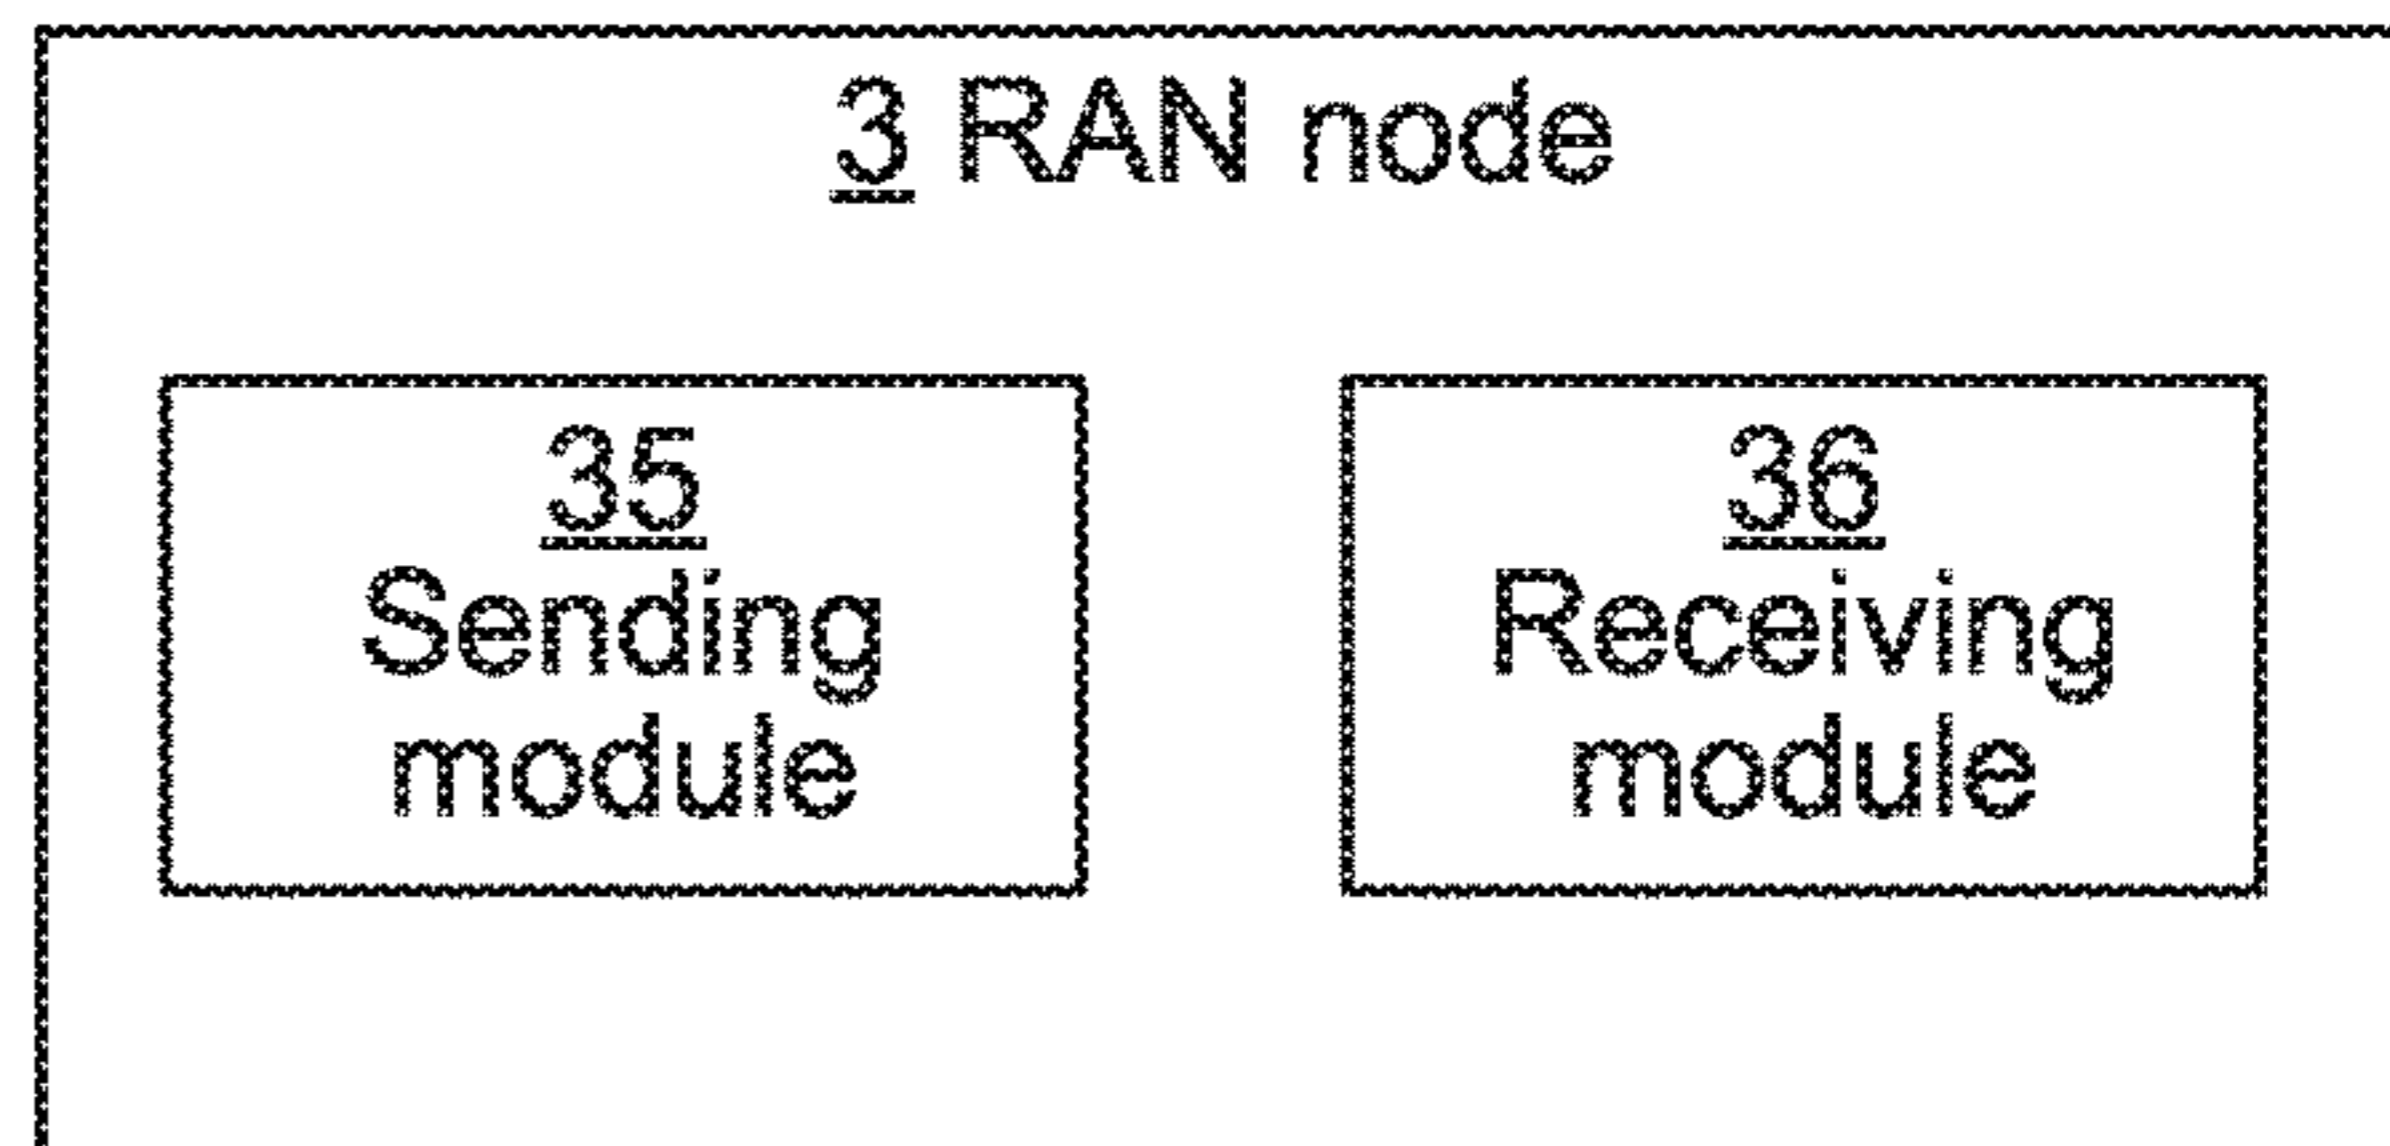 3 RAN node
35
Sending
module
36
Receiving
module